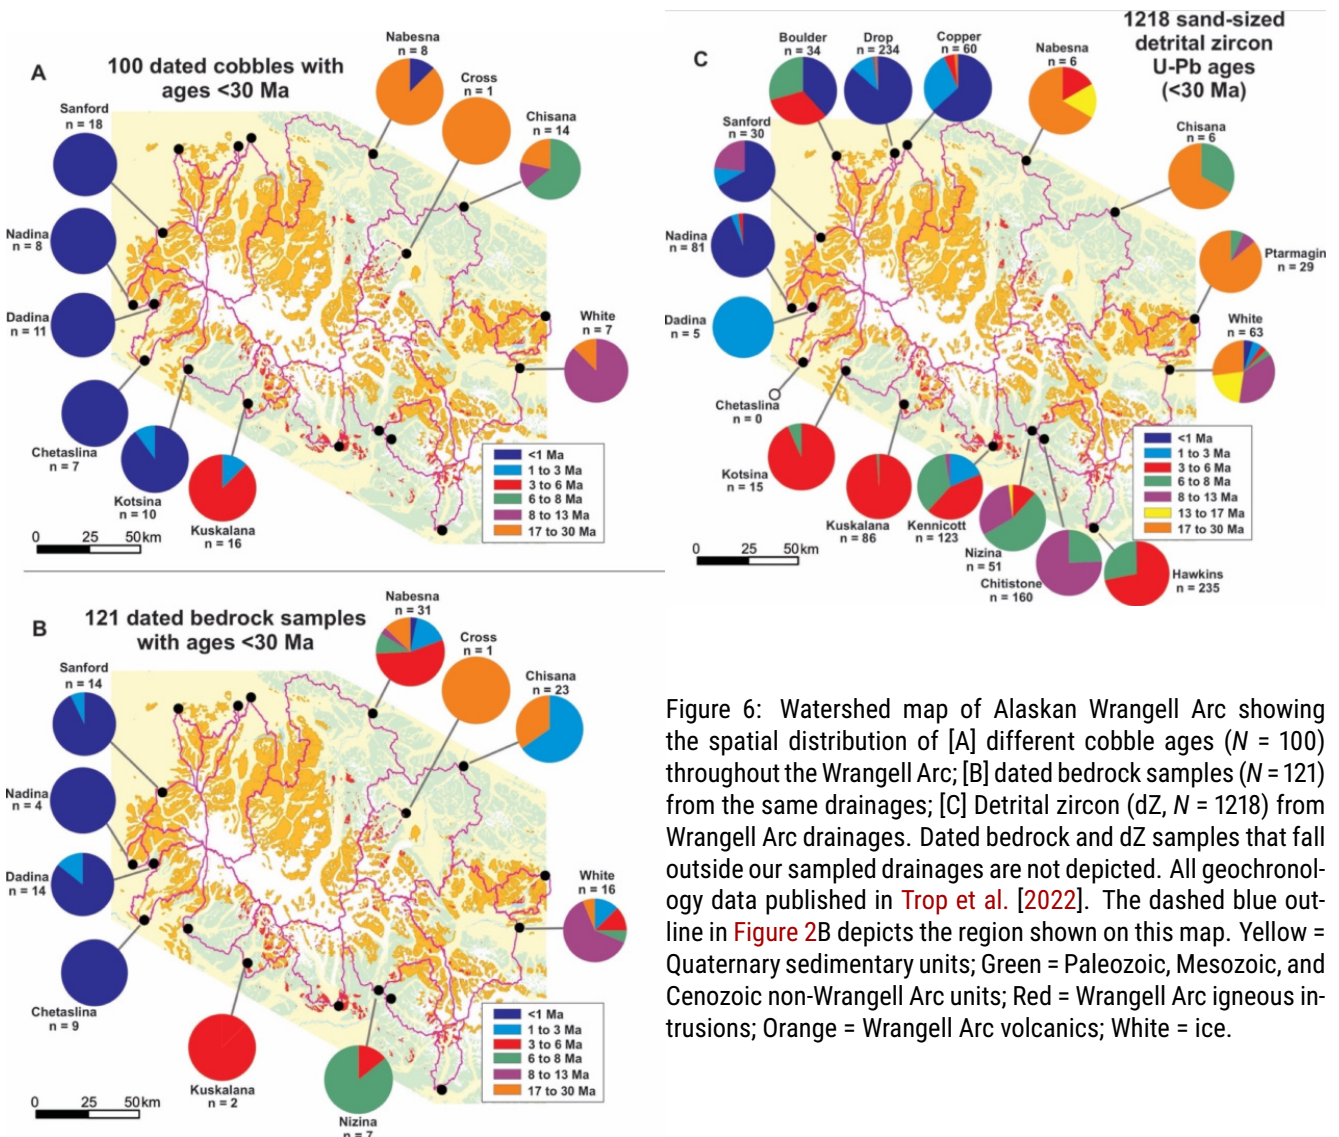 A
100 dated cobbles with
ages <30 Ma
Sanford
n = 18
Nadina
n = 8
Dadina
n = 11
Chetaslina
n = 7
Kotsina
n = 10
Kuskalana
n = 16
Nabesna
n = 8
Cross
n = 1
Chisana
n = 14
White
n = 7
<1 Ma
1 to 3 Ma
3 to 6 Ma
6 to 8 Ma
8 to 13 Ma
17 to 30 Ma
0 25 50km
B
121 dated bedrock samples
with ages <30 Ma
Sanford
n = 14
Nadina
n = 4
Dadina
n = 14
Chetaslina
n = 9
Kuskalana
n = 2
Nizina
n = 7
Nabesna
n = 31
Cross
n = 1
Chisana
n = 23
White
n = 16
<1 Ma
1 to 3 Ma
3 to 6 Ma
6 to 8 Ma
8 to 13 Ma
17 to 30 Ma
0 25 50km
C
1218 sand-sized
detrital zircon
U-Pb ages
(<30 Ma)
Boulder
n = 34
Drop
n = 234
Copper
n = 60
Nabesna
n = 6
Sanford
n = 30
Chisana
n = 6
Nadina
n = 81
Ptarmagin
n = 29
Dadina
n = 5
White
n = 63
Chetaslina
n = 0
Kotsina
n = 15
Kuskalana
n = 86
Kennicott
n = 123
Nizina
n = 51
Chitistone
n = 160
Hawkins
n = 235
<1 Ma
1 to 3 Ma
3 to 6 Ma
6 to 8 Ma
8 to 13 Ma
13 to 17 Ma
17 to 30 Ma
0 25 50km
Figure 6: Watershed map of Alaskan Wrangell Arc showing
the spatial distribution of [A] different cobble ages (N = 100)
throughout the Wrangell Arc; [B] dated bedrock samples (N = 121)
from the same drainages; [C] Detrital zircon (dZ, N = 1218) from
Wrangell Arc drainages. Dated bedrock and dZ samples that fall
outside our sampled drainages are not depicted. All geochronol-
ogy data published in Trop et al. [2022]. The dashed blue out-
line in Figure 2B depicts the region shown on this map. Yellow =
Quaternary sedimentary units; Green = Paleozoic, Mesozoic, and
Cenozoic non-Wrangell Arc units; Red = Wrangell Arc igneous in-
trusions; Orange = Wrangell Arc volcanics; White = ice.